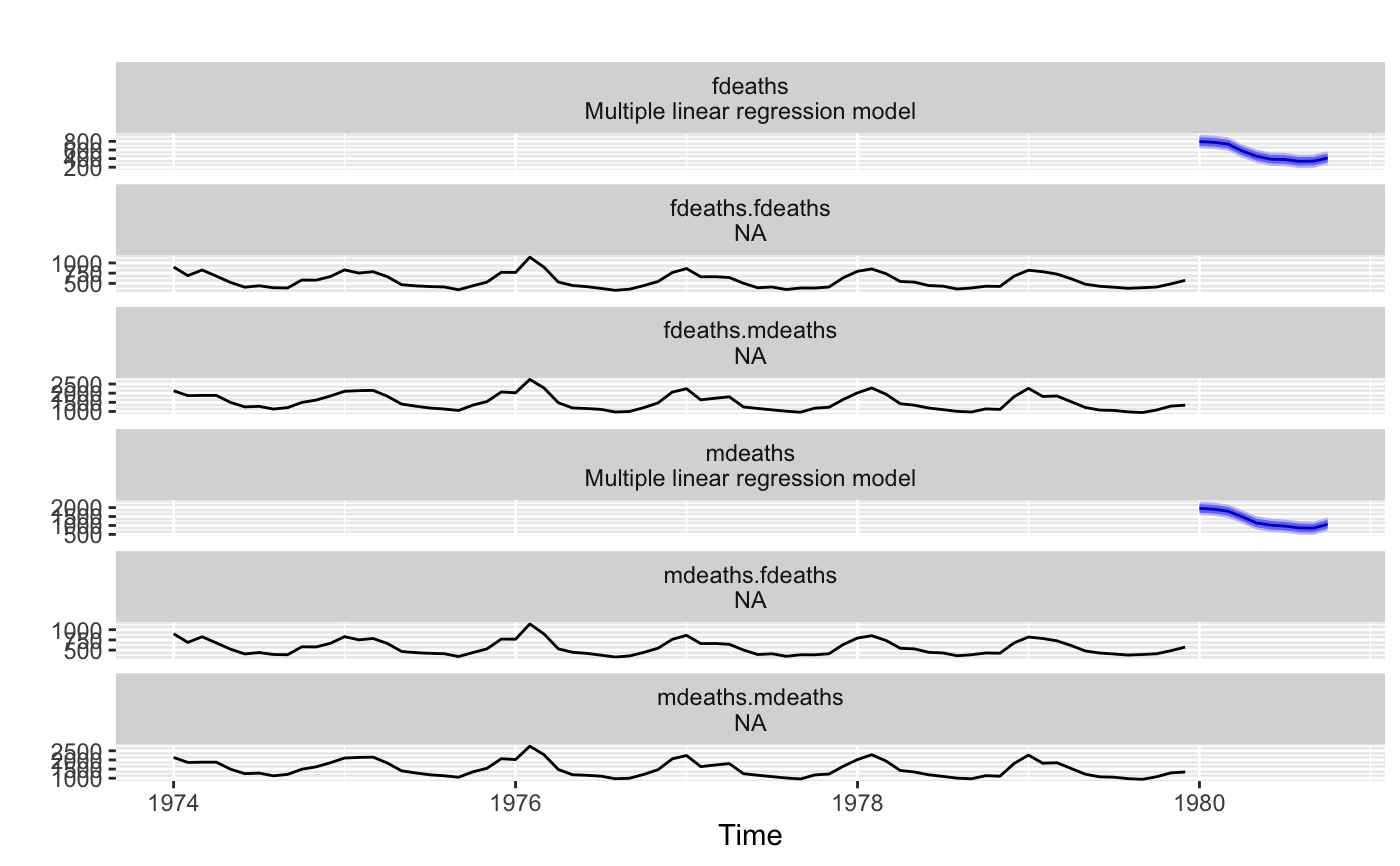 fdeaths
Multiple linear regression model
800
200
fdeaths.fdeaths
NA
1000
750
500
fdeaths.mdeaths
NA
2500
2000
1500
1000
mdeaths
Multiple linear regression model
2000
1500
1000
500
mdeaths.fdeaths
NA
1000
750
500
mdeaths.mdeaths
NA
2500
2000
1500
1000
1974 1976 1978 1980
Time